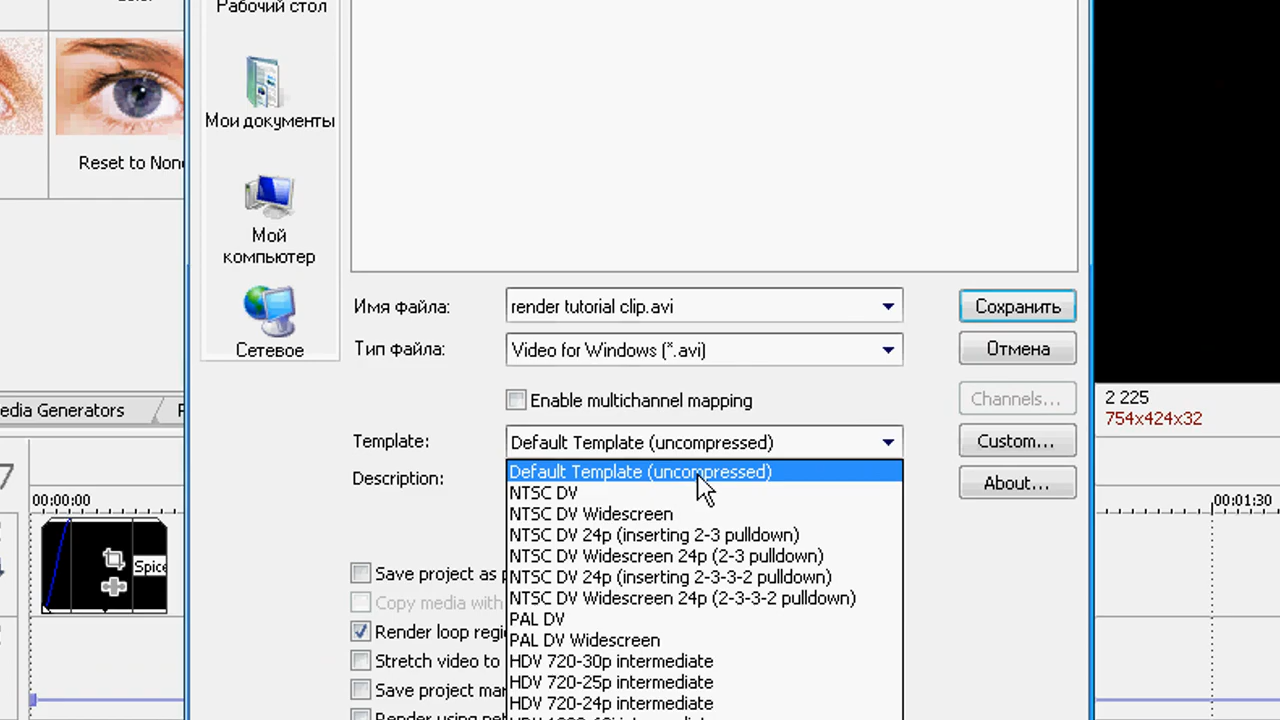 Рабочий стол
Мои документы
Reset to None
Мой
компьютер
Сетевое
Имя файла:
render tutorial clip.avi
Сохранить
Тип файла:
Video for Windows (*.avi)
Отмена
Enable multichannel mapping
Channels...
2 225
754x424x32
edia Generators
Template:
Default Template (uncompressed)
Custom...
Description:
Default Template (uncompressed)
About...
NTSC DV
NTSC DV Widescreen
NTSC DV 24p (inserting 2-3 pulldown)
NTSC DV Widescreen 24p (2-3 pulldown)
NTSC DV 24p (inserting 2-3-3-2 pulldown)
NTSC DV Widescreen 24p (2-3-3-2 pulldown)
PAL DV
PAL DV Widescreen
HDV 720-30p intermediate
HDV 720-25p intermediate
HDV 720-24p intermediate
00:00:00
00:01:30
Spice
Save project as
Copy media with
Render loop regi
Stretch video to
Save project mar